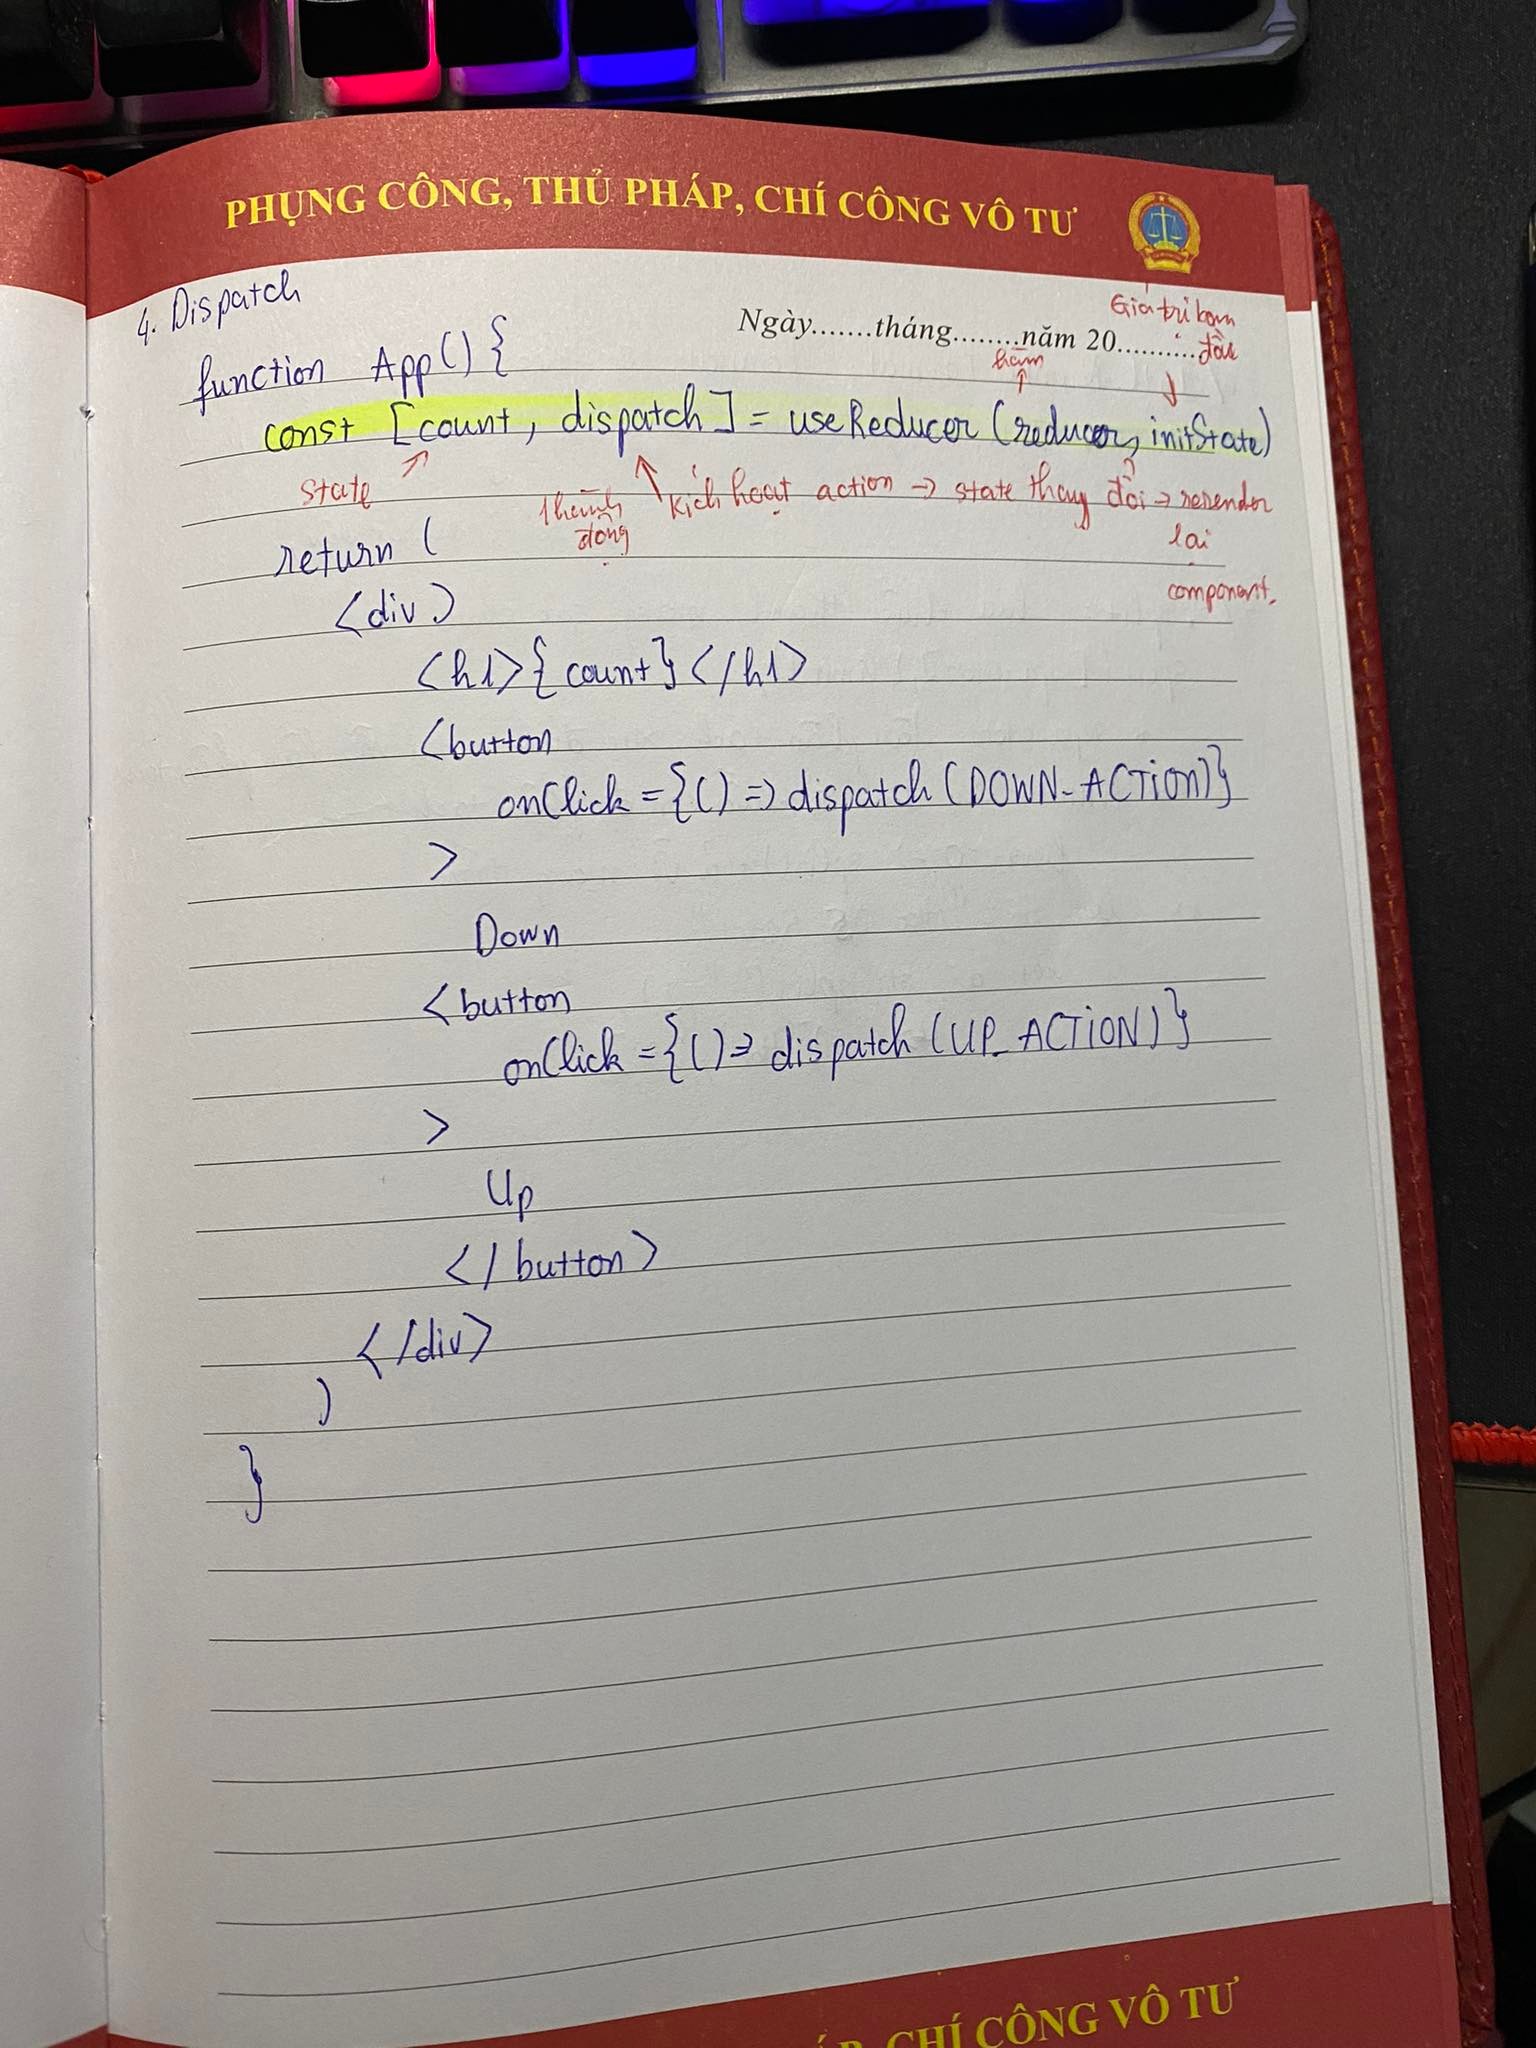 PHỤNG CÔNG, THỦ PHÁP, CHÍ CÔNG VÔ TƯ
4. Dispatch
Ngày.......tháng........năm 20..........
Giá trị ban
đầu
hàm
function App() {
const [count, dispatch] = useReducer (reducer, initState)
state
hành
động
kích hoạt action → state thay đổi → rerender
lại
component.
return (
<div>
<h1>{count}</h1>
<button
onClick = {() => dispatch (DOWN_ACTION)}
>
Down
<button
onClick = {() => dispatch (UP_ACTION)}
>
Up
</button>
</div>
)
}
CHÍ CÔNG VÔ TƯ